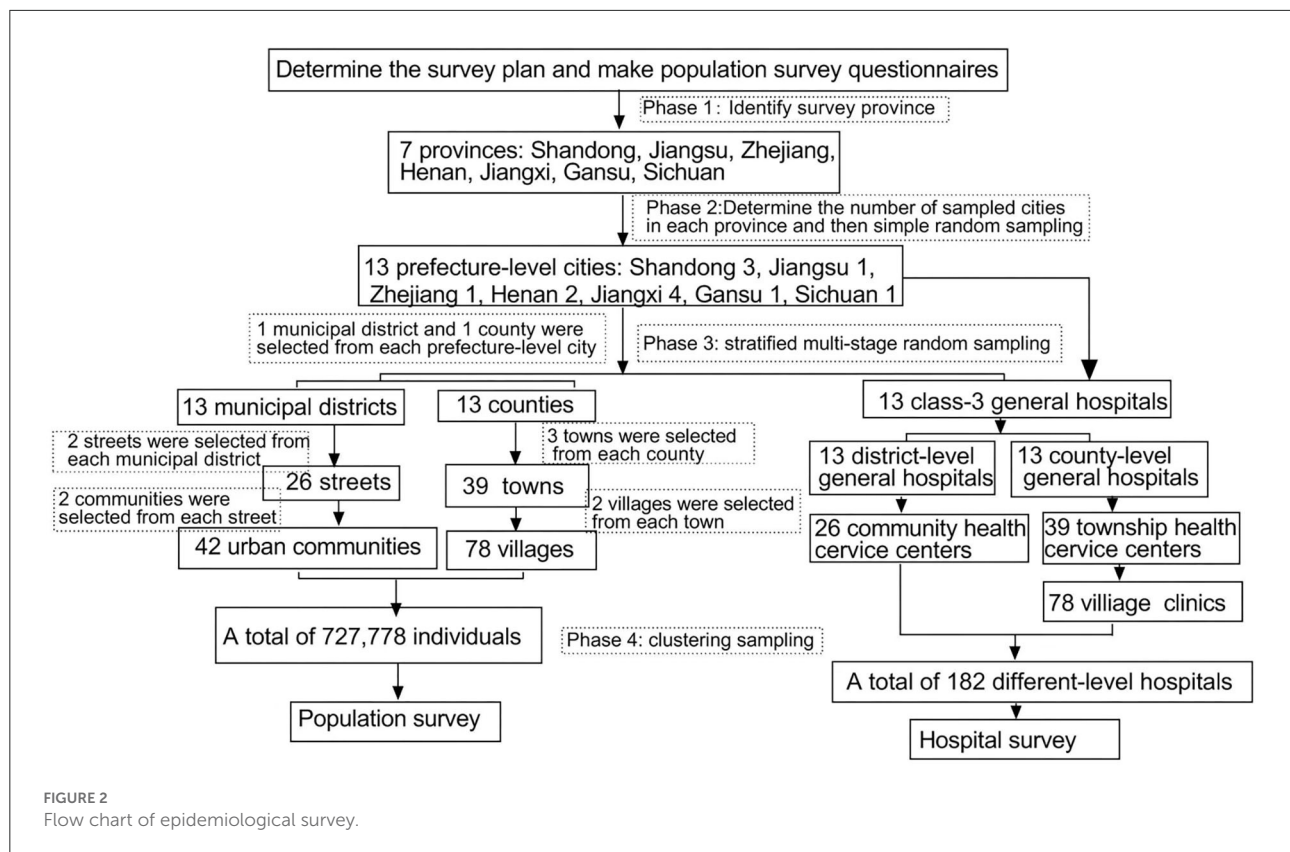 Determine the survey plan and make population survey questionnaires
Phase 1: Identify survey province
7 provinces: Shandong, Jiangsu, Zhejiang,
Henan, Jiangxi, Gansu, Sichuan
Phase 2:Determine the number of sampled cities
in each province and then simple random sampling
13 prefecture-level cities: Shandong 3, Jiangsu 1,
Zhejiang 1, Henan 2, Jiangxi 4, Gansu 1, Sichuan 1
1 municipal district and 1 county were
selected from each prefecture-level city
Phase 3: stratified multi-stage random sampling
13 municipal districts
13 counties
13 class-3 general hospitals
2 streets were selected from
each municipal district
3 towns were selected
from each county
13 district-level
general hospitals
13 county-level
general hospitals
26 streets
39 towns
2 communities were
selected from each street
2 villages were selected
from each town
26 community health
cervice centers
39 township health
cervice centers
42 urban communities
78 villages
78 villiage clinics
A total of 727,778 individuals
Phase 4: clustering sampling
A total of 182 different-level hospitals
Population survey
Hospital survey
FIGURE 2
Flow chart of epidemiological survey.